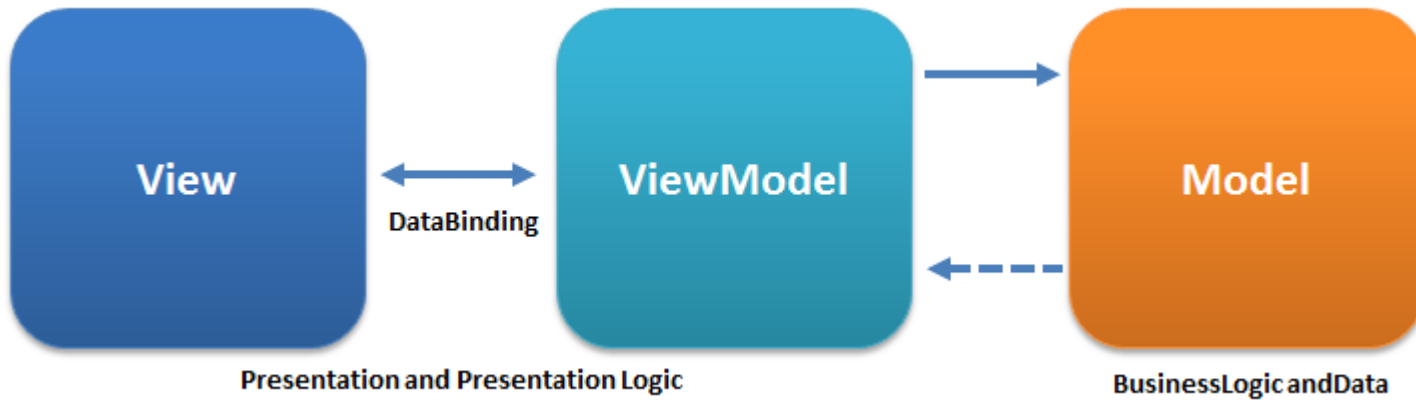 View
ViewModel
Model
DataBinding
Presentation and Presentation Logic
BusinessLogic andData